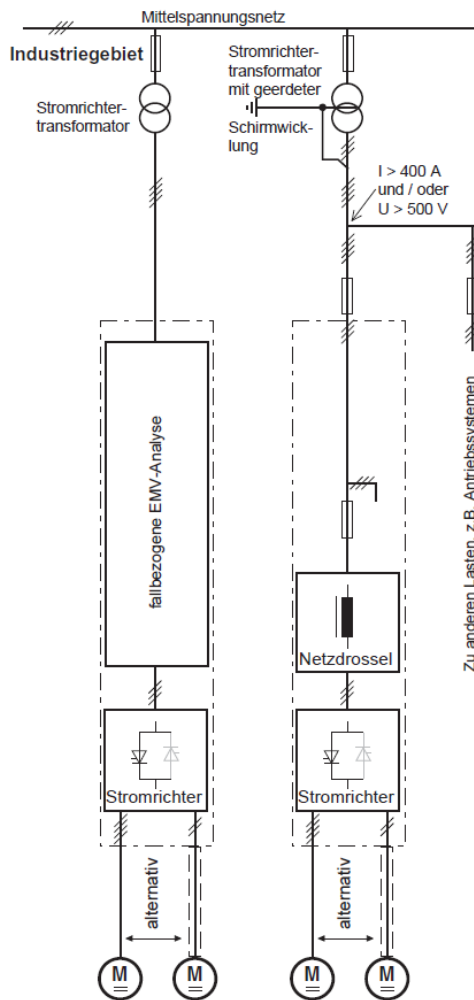 Mittelspannungsnetz
Industriegebiet
Stromrichter-
transformator
Stromrichter-
transformator
mit geerdeter
Schirmwick-
lung
I > 400 A
und / oder
U > 500 V
Zu anderen Lasten, z.B. Antriebssystemen
fallbezogene EMV-Analyse
Netzdrossel
Stromrichter
Stromrichter
alternativ
alternativ
M
M
M
M